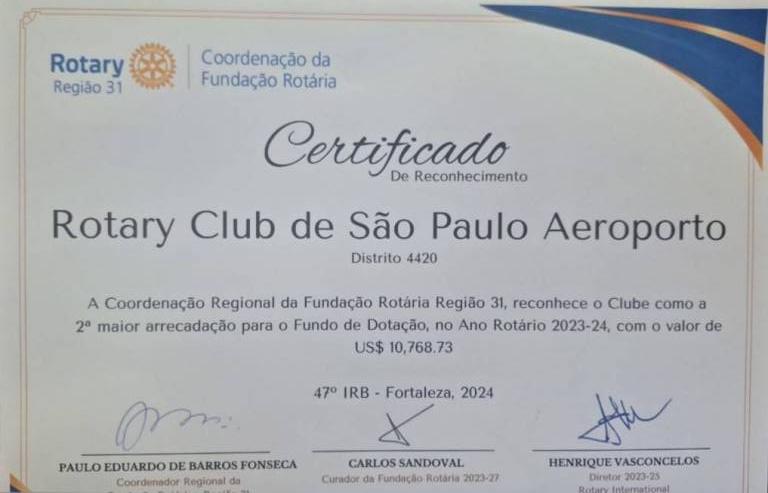 Rotary
Região 31
Coordenação da
Fundação Rotária
Certificado
De Reconhecimento
Rotary Club de São Paulo Aeroporto
Distrito 4420
A Coordenação Regional da Fundação Rotária Região 31, reconhece o Clube como a
2ª maior arrecadação para o Fundo de Dotação, no Ano Rotário 2023-24, com o valor de
US$ 10,768.73
47º IRB - Fortaleza, 2024
PAULO EDUARDO DE BARROS FONSECA
Coordenador Regional da
CARLOS SANDOVAL
Curador da Fundação Rotária 2023-27
HENRIQUE VASCONCELOS
Diretor 2023-25
Rotary International